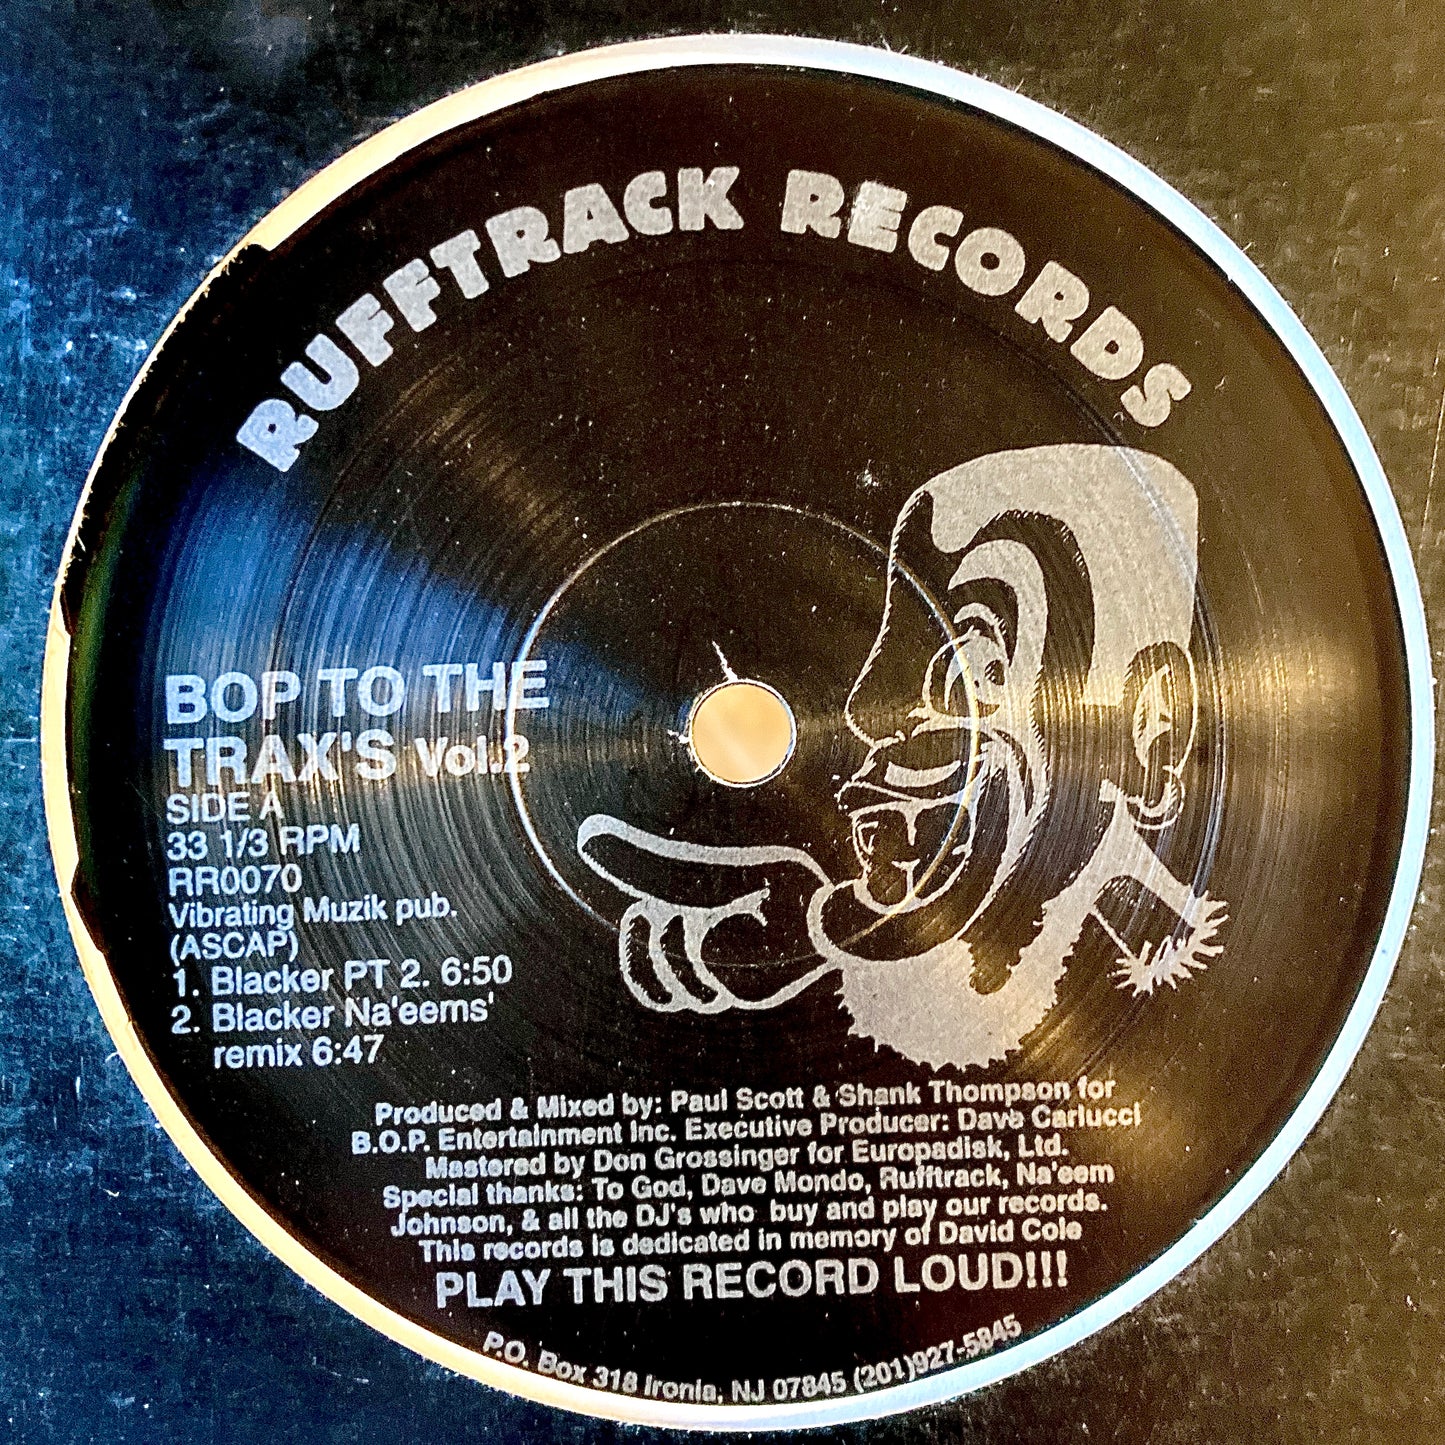 RUFFTRACK RECORDS
BOP TO THE
TRAX'S Vol.2
SIDE A
33 1/3 RPM
RR0070
Vibrating Muzik pub.
(ASCAP)
1. Blacker PT 2. 6:50
2. Blacker Na'eems'
remix 6:47
Produced & Mixed by: Paul Scott & Shank Thompson for
B.O.P. Entertainment Inc. Executive Producer: Dave Carlucci
Mastered by Don Grossinger for Europadisk, Ltd.
Special thanks: To God, Dave Mondo, Rufftrack, Na'eem
Johnson, & all the DJ's who buy and play our records.
This records is dedicated in memory of David Cole
PLAY THIS RECORD LOUD!!!
P.O. Box 318 Ironia, NJ 07845 (201)927-5845